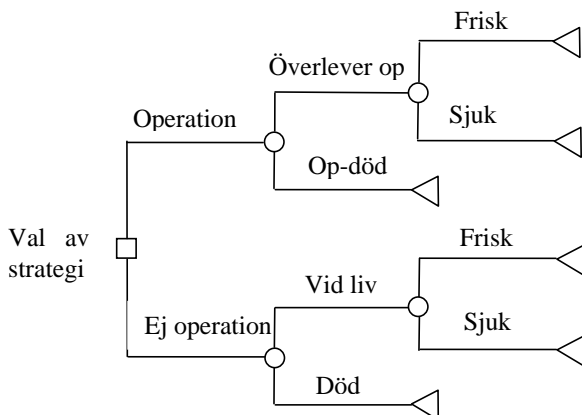 Frisk
Överlever op
Operation
Sjuk
Op-död
Val av
strategi
Frisk
Vid liv
Ej operation
Sjuk
Död